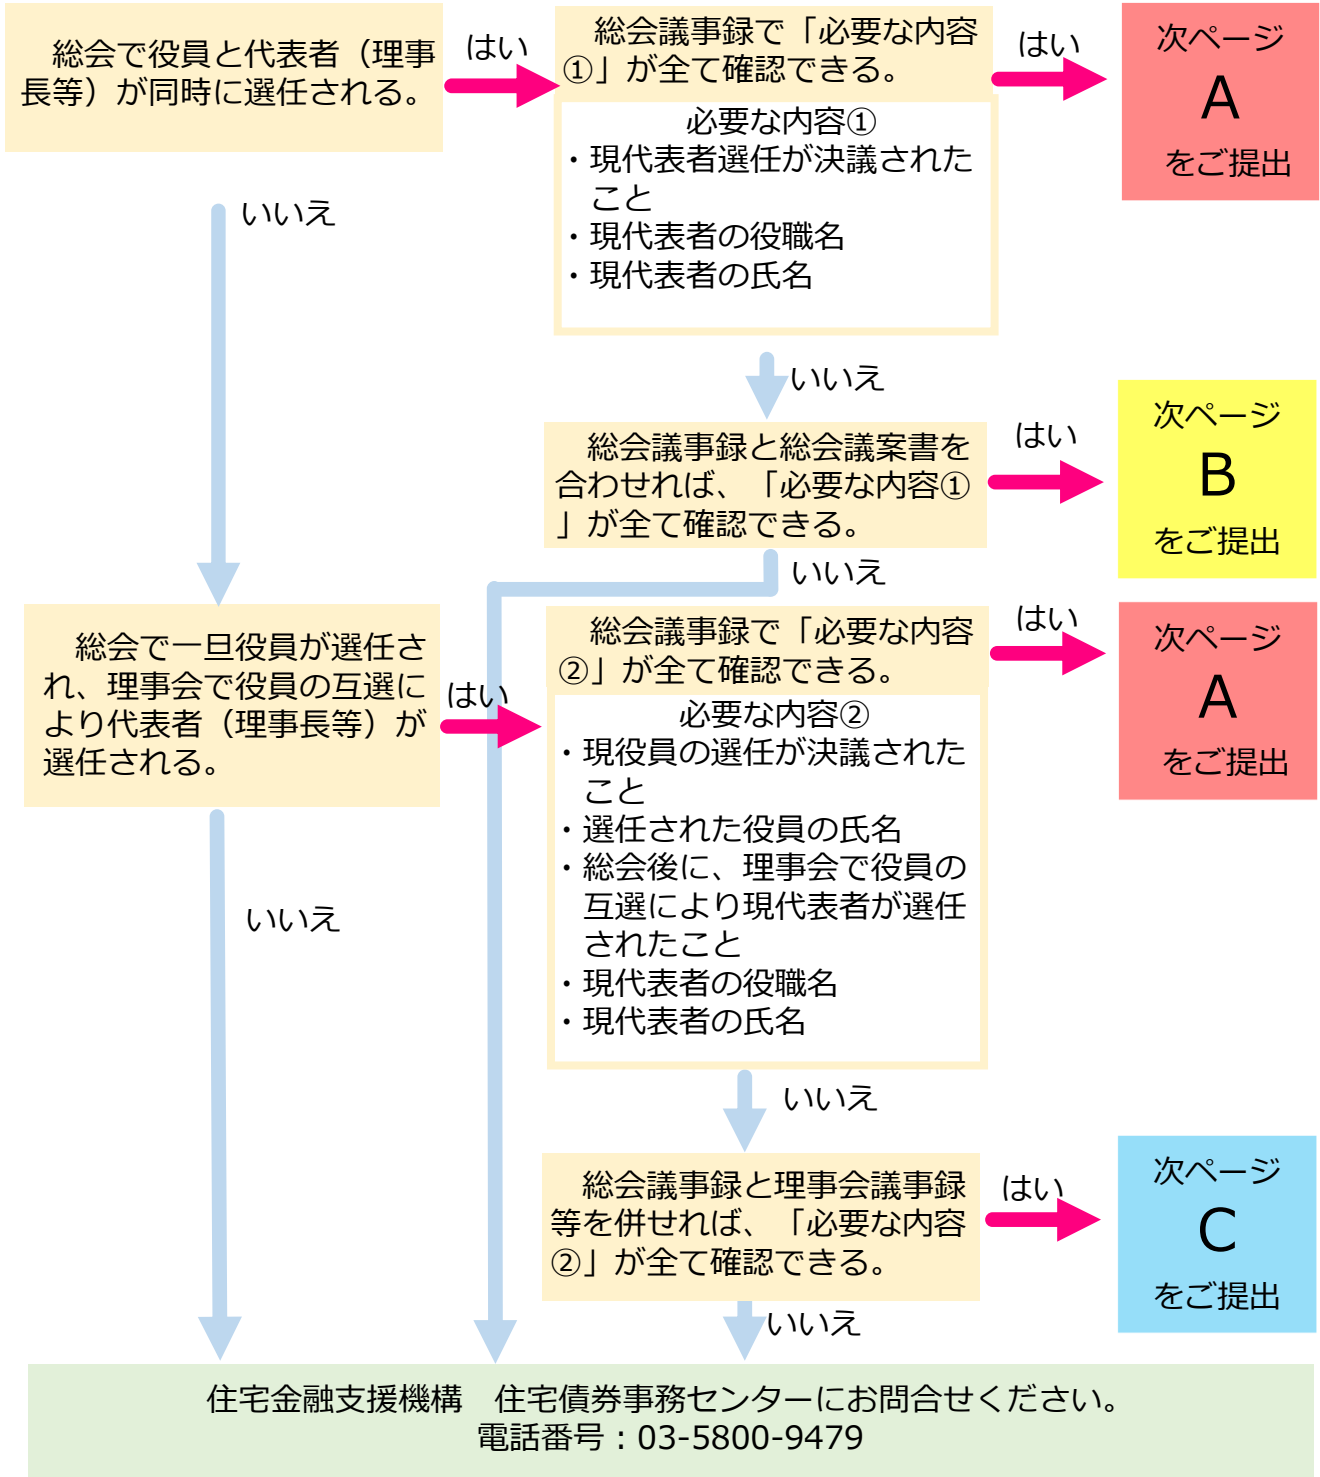 総会で役員と代表者（理事
長等）が同時に選任される。
はい
総会議事録で「必要な内容
①」が全て確認できる。
はい
次ページ
A
をご提出
必要な内容①
・現代表者選任が決議された
こと
・現代表者の役職名
・現代表者の氏名
いいえ
いいえ
総会議事録と総会議案書を
合わせれば、「必要な内容①
」が全て確認できる。
はい
次ページ
B
をご提出
いいえ
総会で一旦役員が選任さ
れ、理事会で役員の互選に
より代表者（理事長等）が
選任される。
はい
総会議事録で「必要な内容
②」が全て確認できる。
はい
次ページ
A
をご提出
必要な内容②
・現役員の選任が決議された
こと
・選任された役員の氏名
・総会後に、理事会で役員の
互選により現代表者が選任
されたこと
・現代表者の役職名
・現代表者の氏名
いいえ
いいえ
総会議事録と理事会議事録
等を併せれば、「必要な内容
②」が全て確認できる。
はい
次ページ
C
をご提出
いいえ
住宅金融支援機構　住宅債券事務センターにお問合せください。
電話番号：03-5800-9479